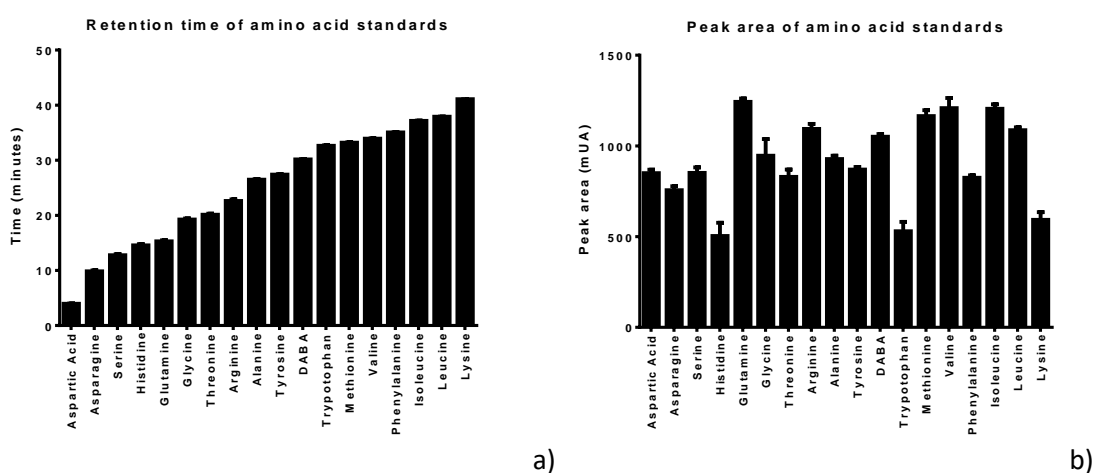 Retention time of amino acid standards
Time (minutes)
50
40
30
20
10
0
Aspartic Acid
Asparagine
Serine
Histidine
Glutamine
Glycine
Threonine
Arginine
Alanine
Tyrosine
DABA
Trypotophan
Methionine
Valine
Phenylalanine
Isoleucine
Leucine
Lysine
a)
Peak area of amino acid standards
Peak area (mUA)
1500
1000
500
0
Aspartic Acid
Asparagine
Serine
Histidine
Glutamine
Glycine
Threonine
Arginine
Alanine
Tyrosine
DABA
Trypotophan
Methionine
Valine
Phenylalanine
Isoleucine
Leucine
Lysine
b)